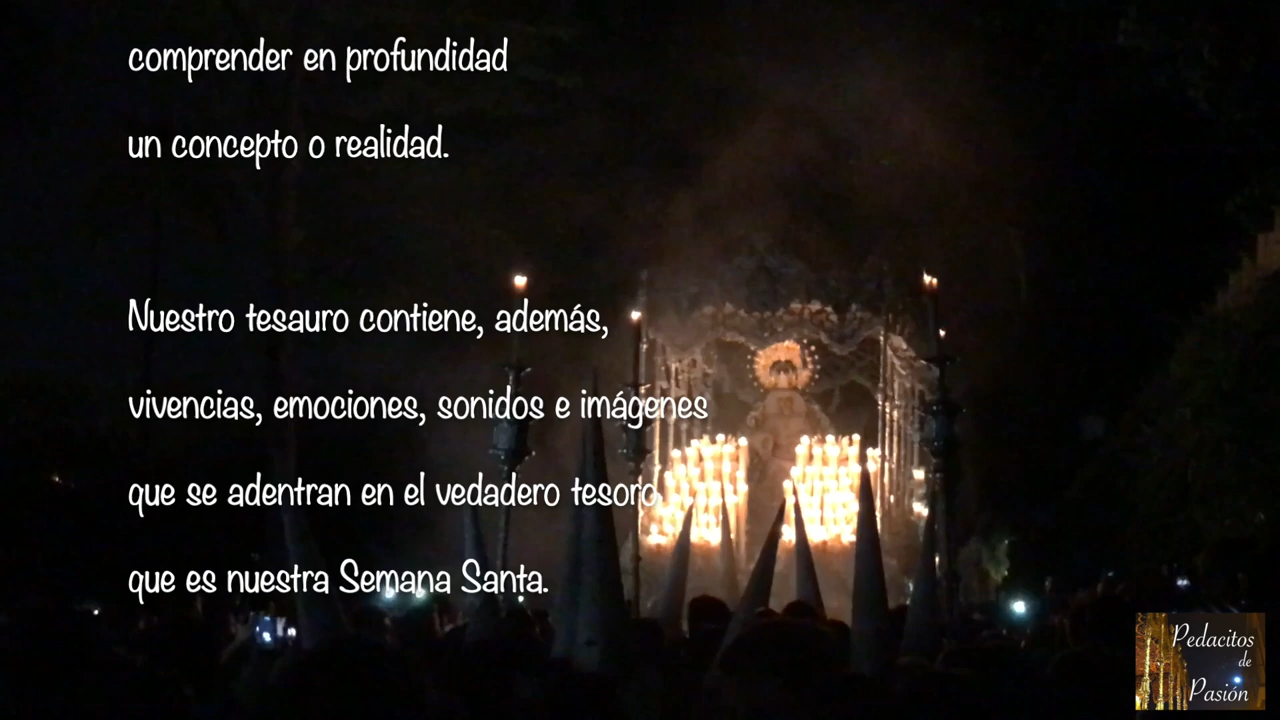 comprender en profundidad
un concepto o realidad.
Nuestro tesauro contiene, además,
vivencias, emociones, sonidos e imágenes
que se adentran en el vedadero tesoro,
que es nuestra Semana Santa.
Pedacitos
de
Pasión